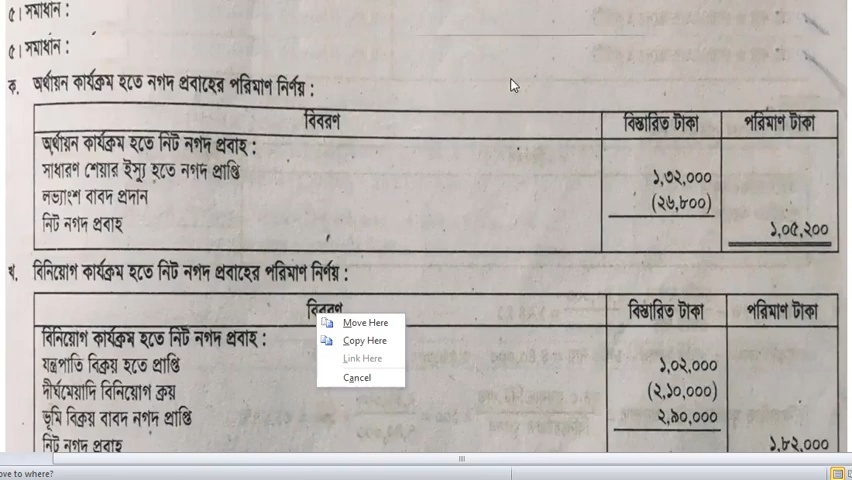 ৫। সমাধান :
৫। সমাধান :
ক. অর্থায়ন কার্যক্রম হতে নগদ প্রবাহের পরিমাণ নির্ণয় :
বিবরণ বিস্তারিত টাকা পরিমাণ টাকা
অর্থায়ন কার্যক্রম হতে নিট নগদ প্রবাহ :
সাধারণ শেয়ার ইস্যু হতে নগদ প্রাপ্তি ১,৩২,০০০
লভ্যাংশ বাবদ প্রদান (২৬,৮০০)
নিট নগদ প্রবাহ ১,০৫,২০০
খ. বিনিয়োগ কার্যক্রম হতে নিট নগদ প্রবাহের পরিমাণ নির্ণয় :
বিবরণ বিস্তারিত টাকা পরিমাণ টাকা
বিনিয়োগ কার্যক্রম হতে নিট নগদ প্রবাহ :
যন্ত্রপাতি বিক্রয় হতে প্রাপ্তি ১,০২,০০০
দীর্ঘমেয়াদি বিনিয়োগ ক্রয় (২,১০,০০০)
ভূমি বিক্রয় বাবদ নগদ প্রাপ্তি ২,৯০,০০০
নিট নগদ প্রবাহ ১,৮২,০০০
Move Here
Copy Here
Link Here
Cancel
ove to where?